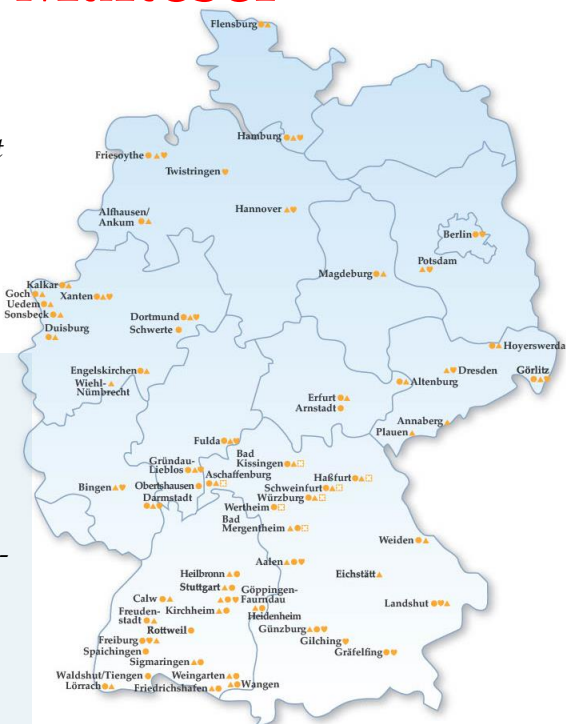 Flensburg
Hamburg
Friesoythe
Twistringen
Hannover
Alfhausen/
Ankum
Berlin
Potsdam
Magdeburg
Kalkar
Goch
Xanten
Uedem
Sonsbeck
Duisburg
Dortmund
Schwerte
Hoyerswerda
Engelskirchen
Wiehl-
Nümbrecht
Dresden
Görlitz
Altenburg
Erfurt
Arnstadt
Annaberg
Plauen
Fulda
Bad
Kissingen
Gründau-
Lieblos
Aschaffenburg
Haßfurt
Bingen
Obertshausen
Schweinfurt
Darmstadt
Würzburg
Wertheim
Bad
Mergentheim
Weiden
Aalen
Heilbronn
Eichstätt
Stuttgart
Göppingen-
Faurndau
Calw
Landshut
Freuden-
stadt
Kirchheim
Heidenheim
Rottweil
Günzburg
Freiburg
Gilching
Spaichingen
Gräfelfing
Sigmaringen
Waldshut/Tiengen
Weingarten
Wangen
Lörrach
Friedrichshafen